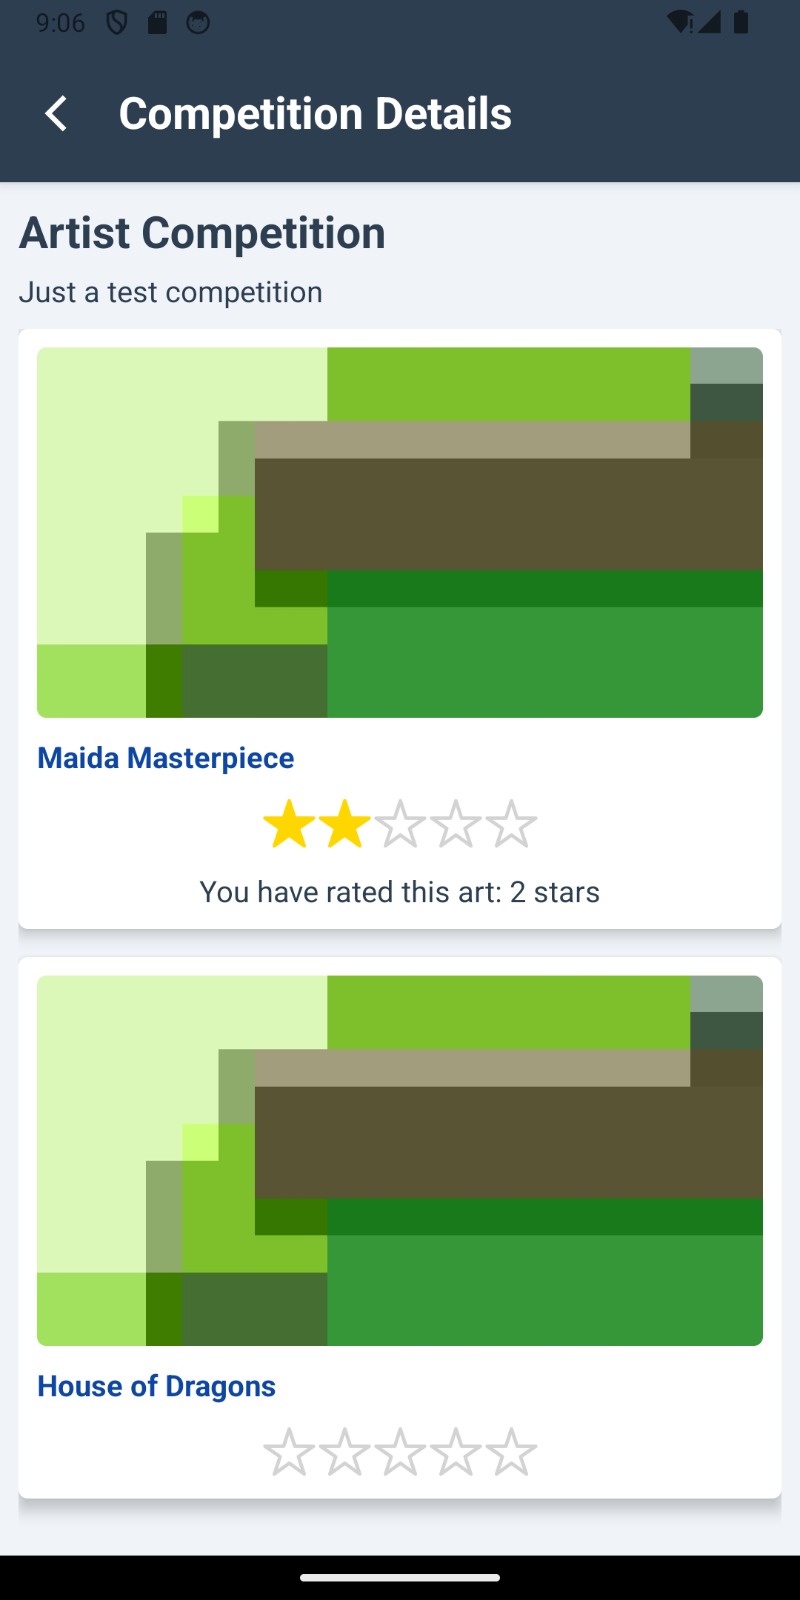 9:06
Competition Details
Artist Competition
Just a test competition
Maida Masterpiece
You have rated this art: 2 stars
House of Dragons